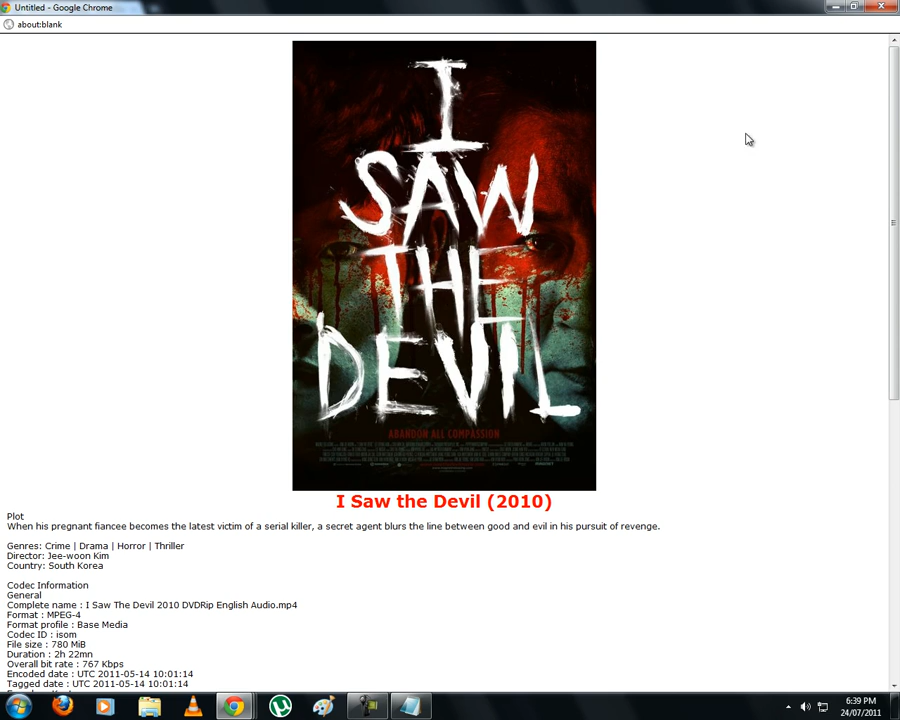 Untitled - Google Chrome
about:blank
I
SAW
THE
DEVIL
ABANDON ALL COMPASSION
I Saw the Devil (2010)
Plot
When his pregnant fiancee becomes the latest victim of a serial killer, a secret agent blurs the line between good and evil in his pursuit of revenge.
Genres: Crime | Drama | Horror | Thriller
Director: Jee-woon Kim
Country: South Korea
Codec Information
General
Complete name : I Saw The Devil 2010 DVDRip English Audio.mp4
Format : MPEG-4
Format profile : Base Media
Codec ID : isom
File size : 780 MiB
Duration : 2h 22mn
Overall bit rate : 767 Kbps
Encoded date : UTC 2011-05-14 10:01:14
Tagged date : UTC 2011-05-14 10:01:14
6:39 PM
24/07/2011